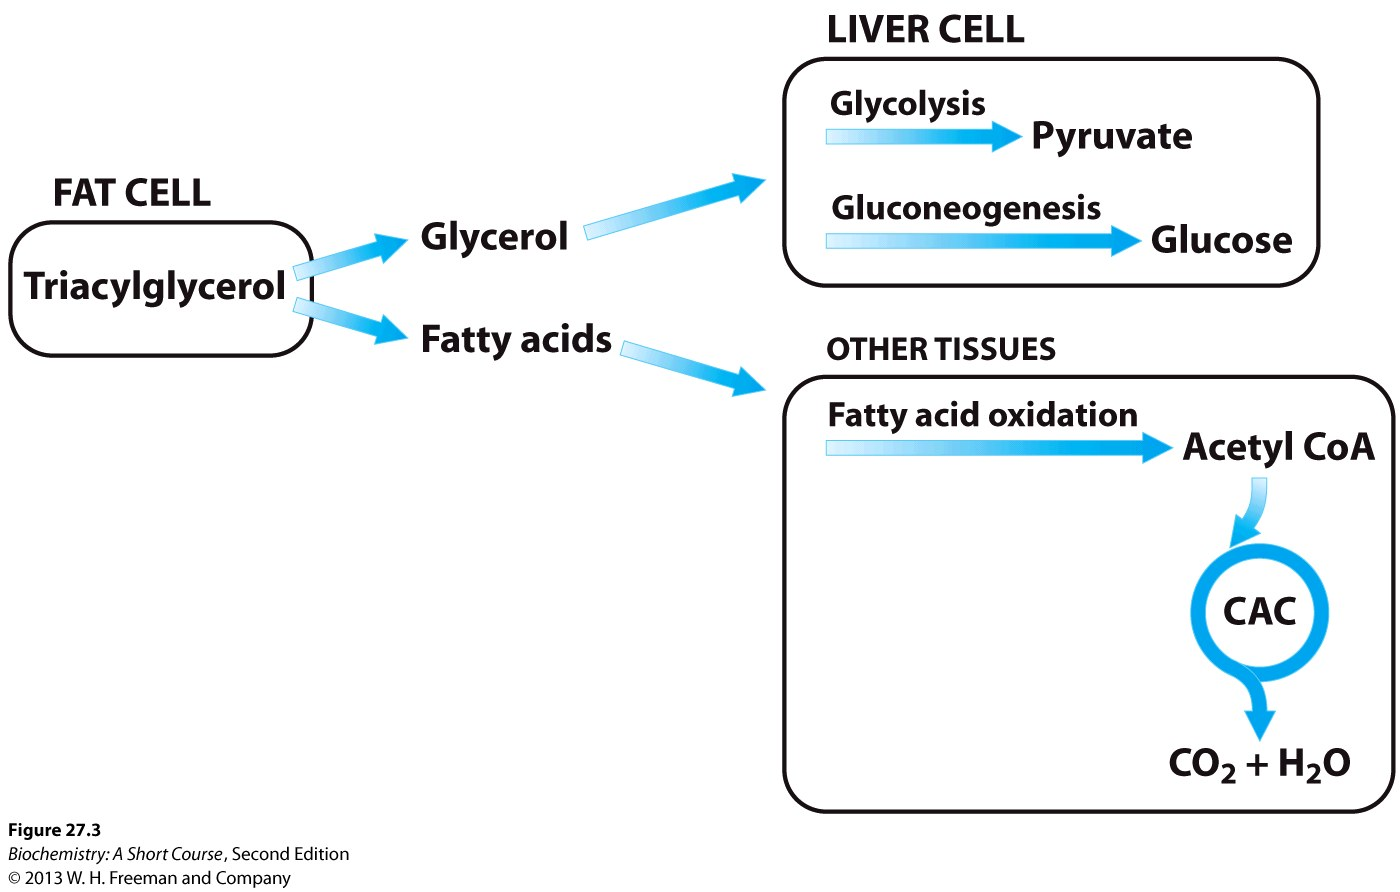 LIVER CELL
Glycolysis
Pyruvate
Gluconeogenesis
Glucose
FAT CELL
Triacylglycerol
Glycerol
Fatty acids
OTHER TISSUES
Fatty acid oxidation
Acetyl CoA
CAC
CO₂ + H₂O
Figure 27.3
Biochemistry: A Short Course, Second Edition
© 2013 W. H. Freeman and Company